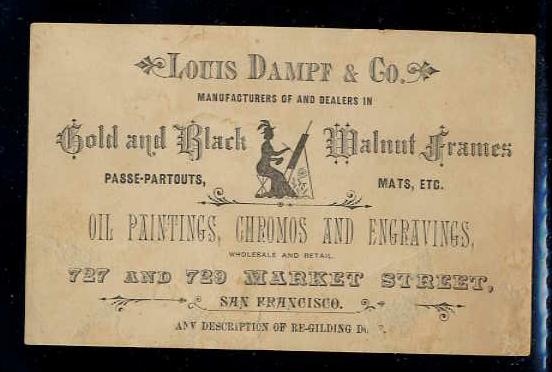 LOUIS DAMPF & CO.
MANUFACTURERS OF AND DEALERS IN
Gold and Black Walnut Frames
PASSE-PARTOUTS, MATS, ETC.
OIL PAINTINGS, CHROMOS AND ENGRAVINGS,
WHOLESALE AND RETAIL.
727 AND 729 MARKET STREET,
SAN FRANCISCO.
ANY DESCRIPTION OF RE-GILDING